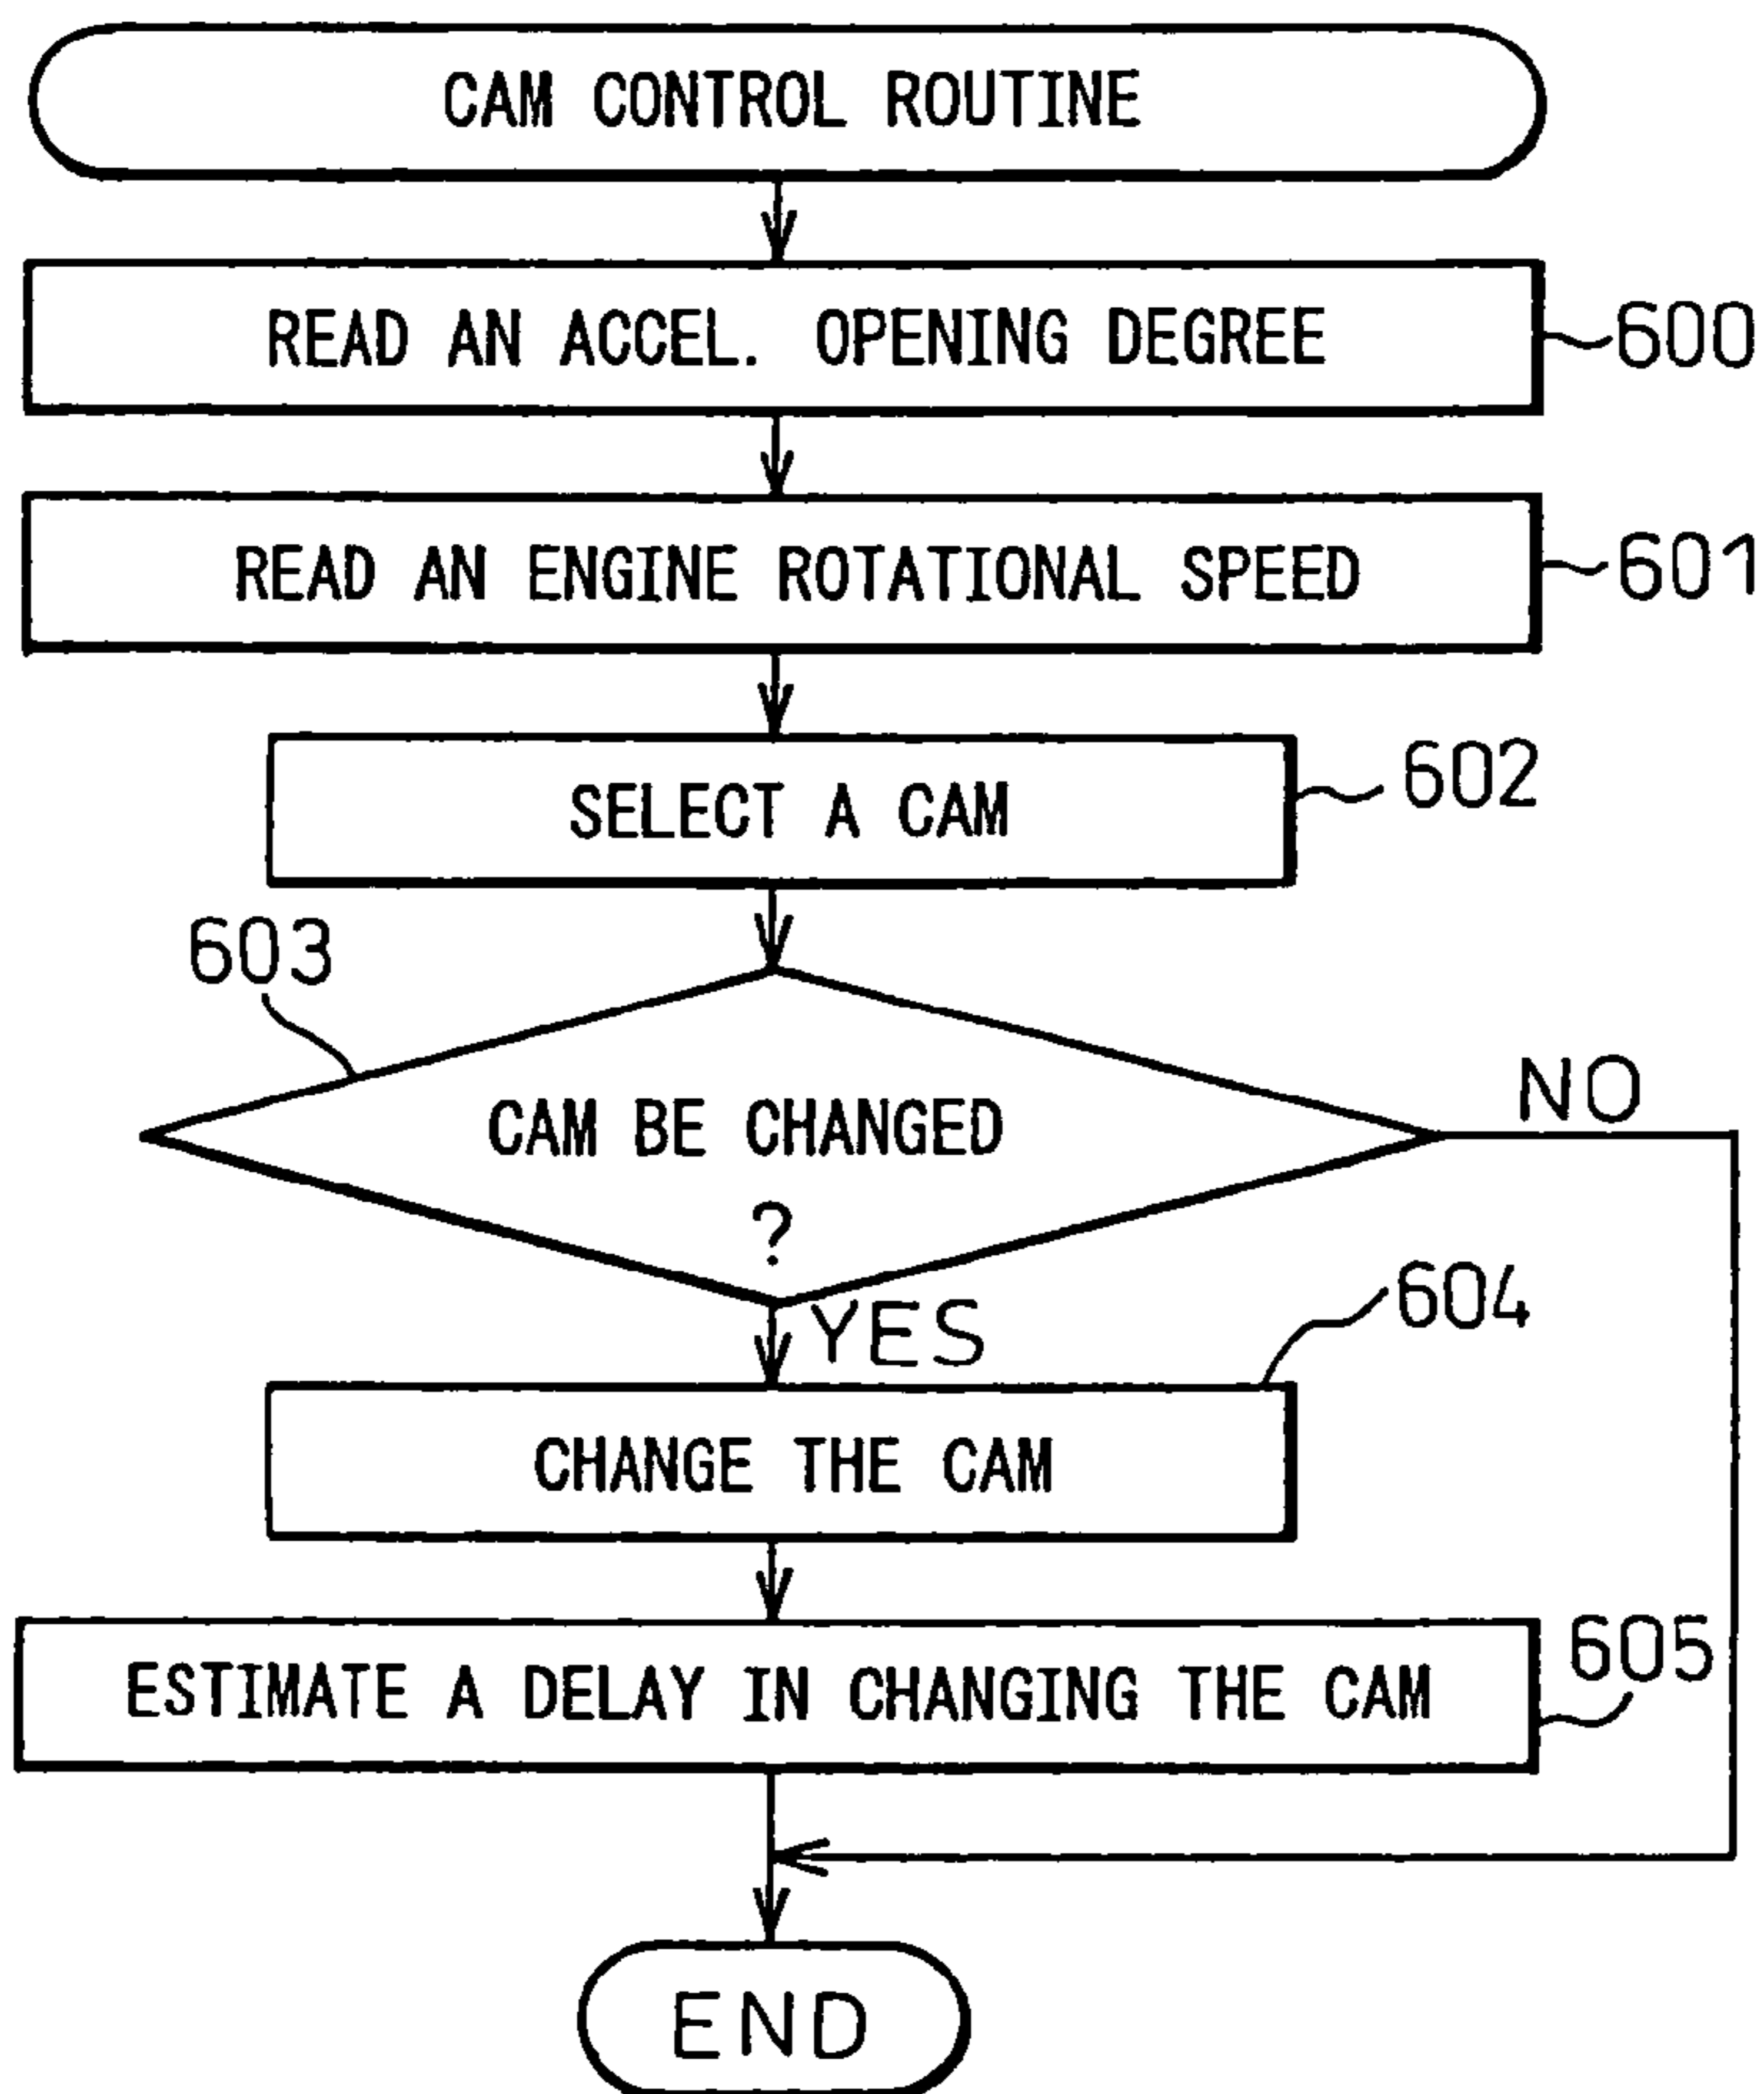 CAM CONTROL ROUTINE
READ AN ACCEL. OPENING DEGREE
600
READ AN ENGINE ROTATIONAL SPEED
601
SELECT A CAM
602
603
CAM BE CHANGED
?
NO
YES
604
CHANGE THE CAM
ESTIMATE A DELAY IN CHANGING THE CAM
605
END